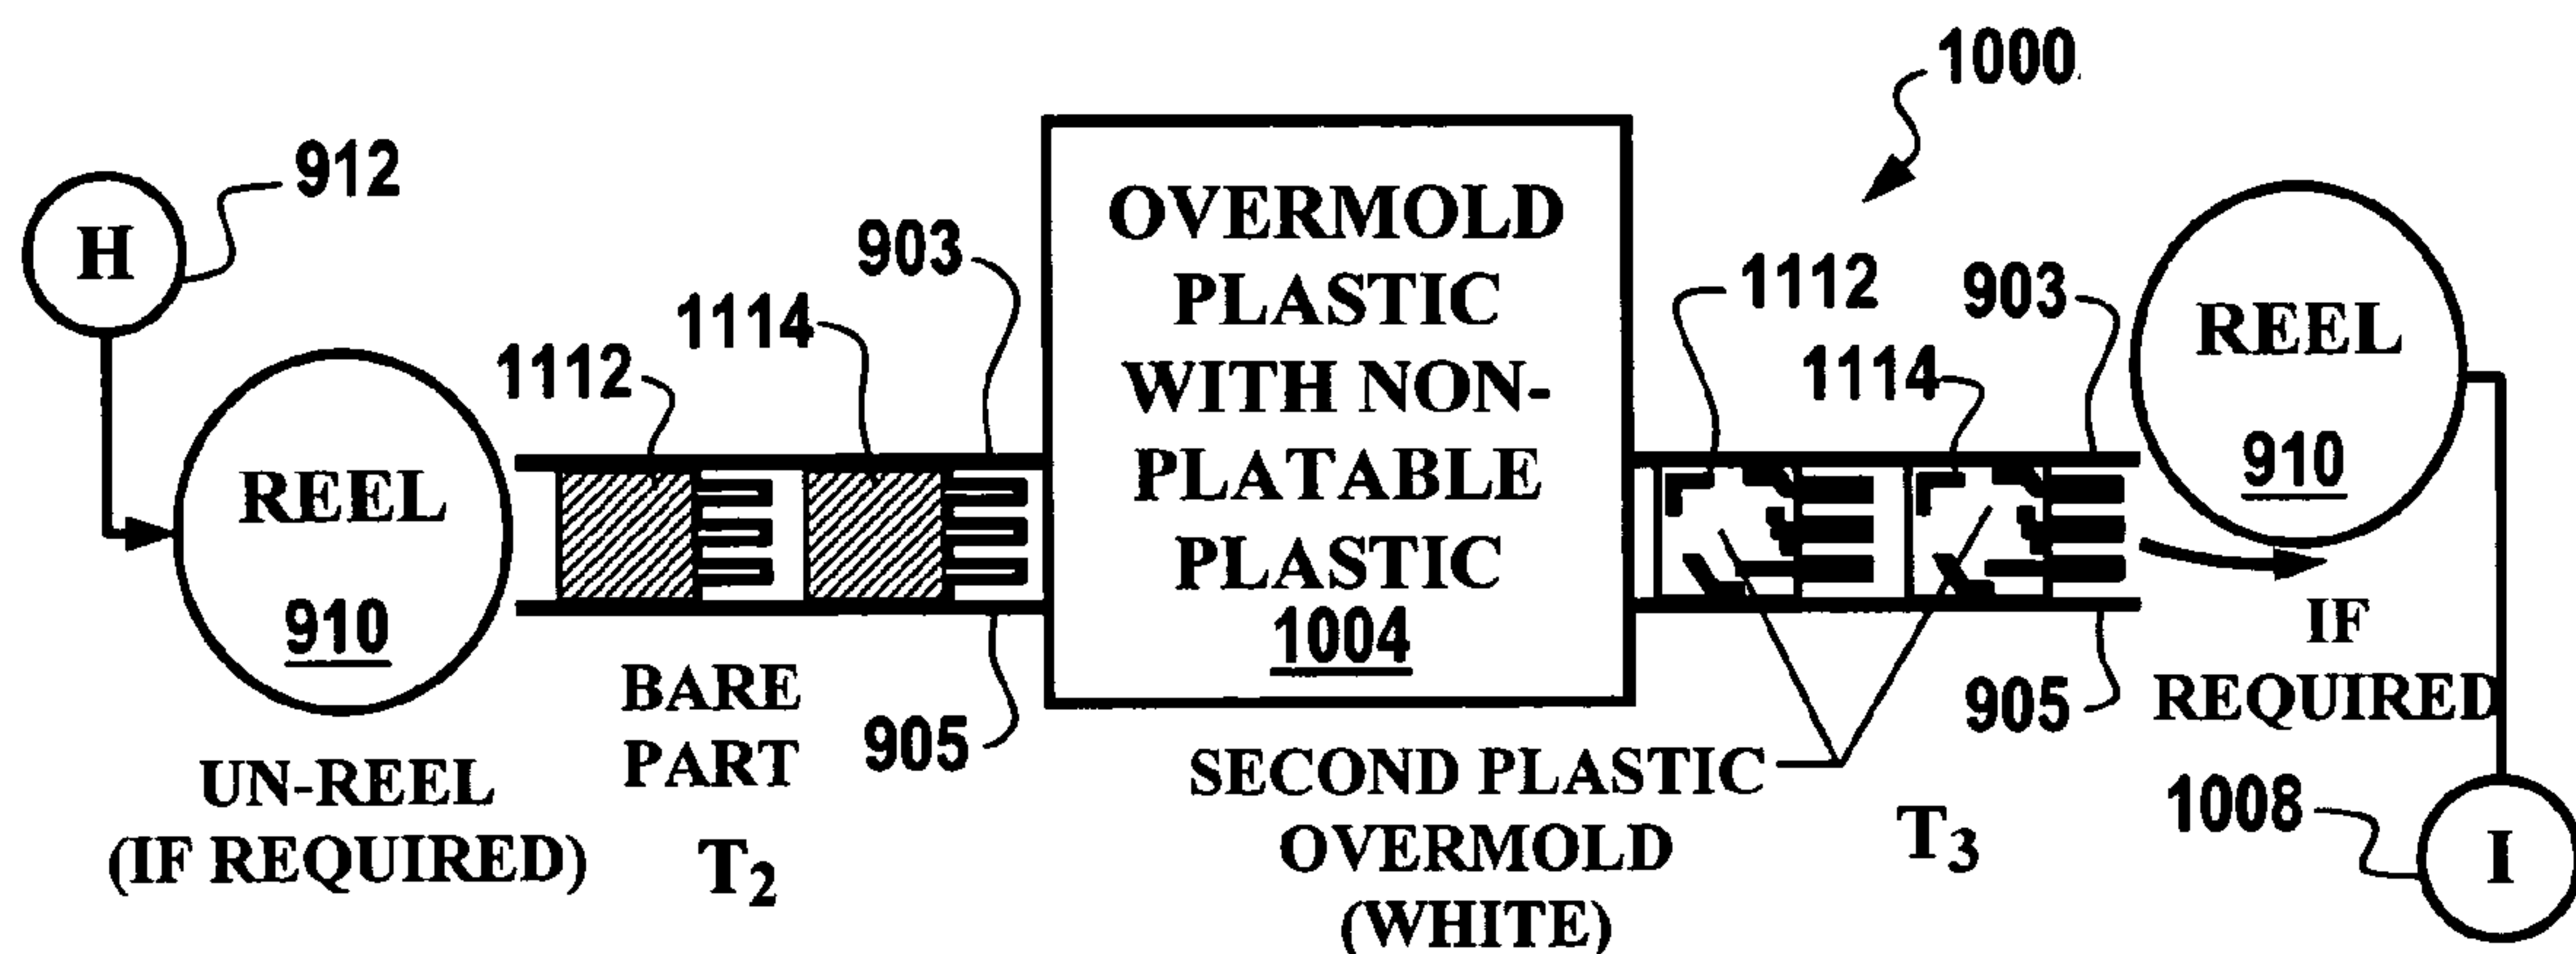 1000
912
H
903
1114
1112
REEL
910
UN-REEL
(IF REQUIRED)
BARE
PART
T2
905
OVERMOLD
PLASTIC
WITH NON-
PLATABLE
PLASTIC
1004
1112
903
1114
REEL
910
IF
REQUIRED
905
SECOND PLASTIC
OVERMOLD
(WHITE)
T3
1008
I